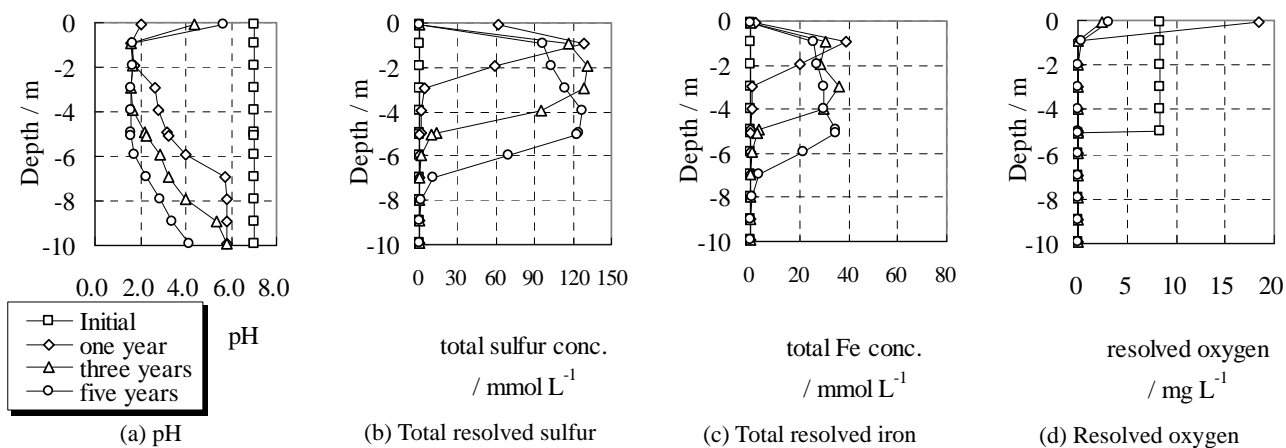 0
-2
-4
-6
-8
-10
Depth / m
0.0 2.0 4.0 6.0 8.0
pH
Initial
one year
three years
five years
(a) pH
0
-2
-4
-6
-8
-10
Depth / m
0 30 60 90 120 150
total sulfur conc.
/ mmol L⁻¹
(b) Total resolved sulfur
0
-2
-4
-6
-8
-10
Depth / m
0 20 40 60 80
total Fe conc.
/ mmol L⁻¹
(c) Total resolved iron
0
-2
-4
-6
-8
-10
Depth / m
0 5 10 15 20
resolved oxygen
/ mg L⁻¹
(d) Resolved oxygen